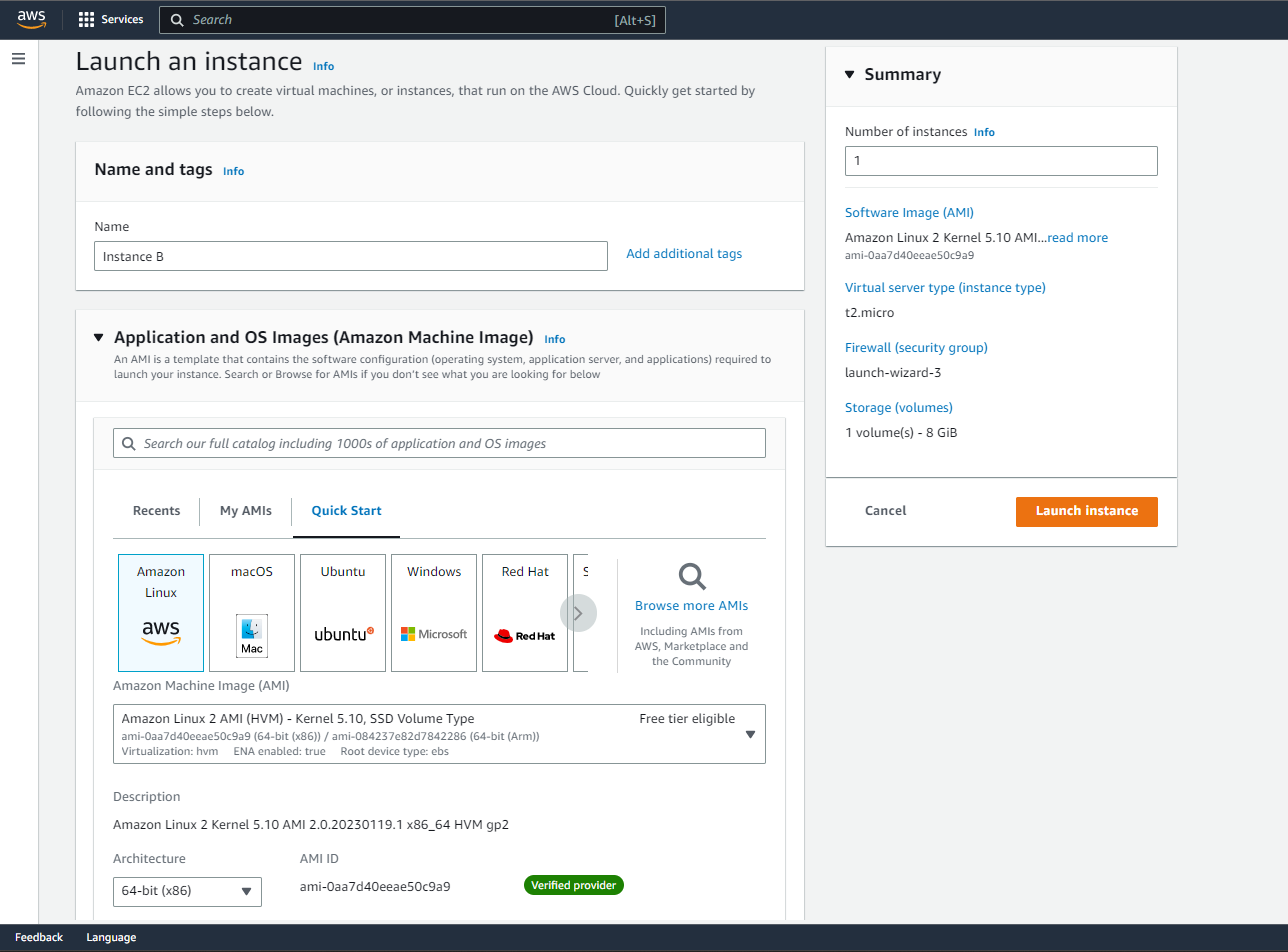 aws
Services
Search
[Alt+S]
Launch an instance Info
Amazon EC2 allows you to create virtual machines, or instances, that run on the AWS Cloud. Quickly get started by
following the simple steps below.
Name and tags Info
Name
Instance B
Add additional tags
Application and OS Images (Amazon Machine Image) Info
An AMI is a template that contains the software configuration (operating system, application server, and applications) required to
launch your instance. Search or Browse for AMIs if you don't see what you are looking for below
Search our full catalog including 1000s of application and OS images
Recents
My AMIs
Quick Start
Amazon
Linux
aws
macOS
Mac
Ubuntu
ubuntu
Windows
Microsoft
Red Hat
Red Hat
S
Browse more AMIs
Including AMIs from
AWS, Marketplace and
the Community
Amazon Machine Image (AMI)
Amazon Linux 2 AMI (HVM) - Kernel 5.10, SSD Volume Type
Free tier eligible
ami-0aa7d40eeae50c9a9 (64-bit (x86)) / ami-084237e82d7842286 (64-bit (Arm))
Virtualization: hvm ENA enabled: true Root device type: ebs
Description
Amazon Linux 2 Kernel 5.10 AMI 2.0.20230119.1 x86_64 HVM gp2
Architecture
64-bit (x86)
AMI ID
ami-0aa7d40eeae50c9a9
Verified provider
Summary
Number of instances Info
1
Software Image (AMI)
Amazon Linux 2 Kernel 5.10 AMI...read more
ami-0aa7d40eeae50c9a9
Virtual server type (instance type)
t2.micro
Firewall (security group)
launch-wizard-3
Storage (volumes)
1 volume(s) - 8 GiB
Cancel
Launch instance
Feedback
Language